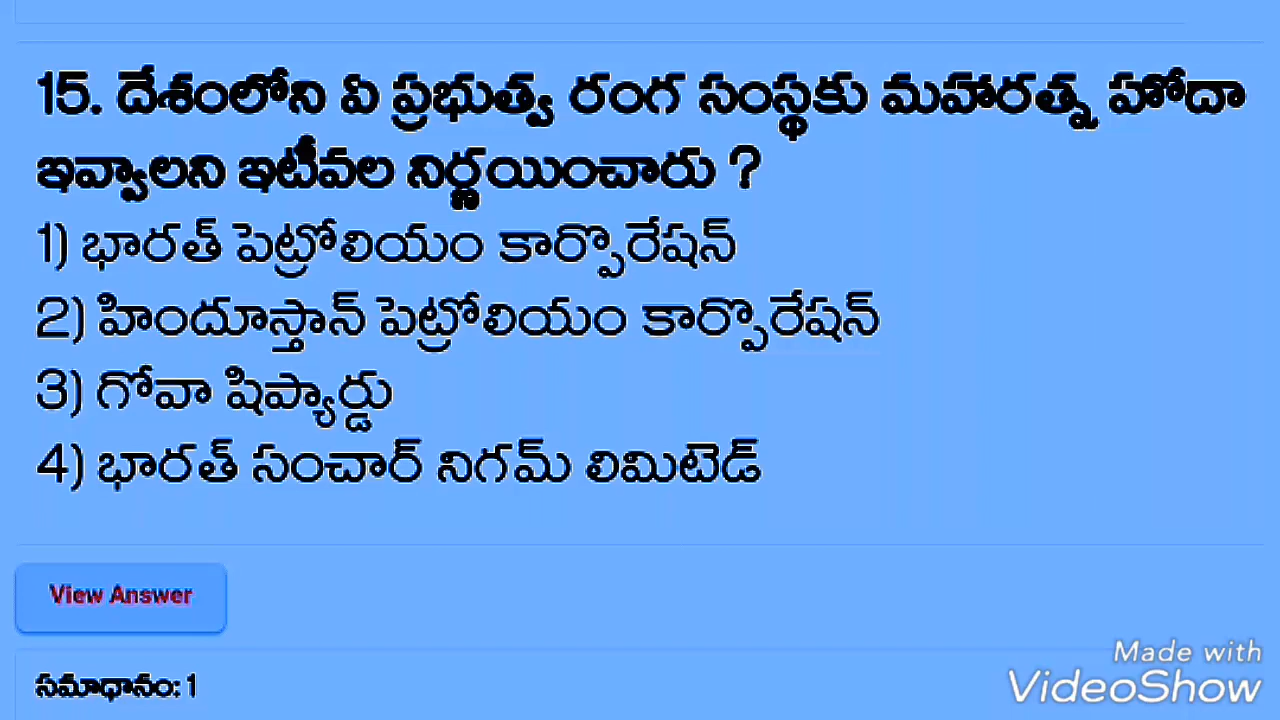 15. దేశంలోని ఏ ప్రభుత్వ రంగ సంస్థకు మహారత్న హోదా
ఇవ్వాలని ఇటీవల నిర్ణయించారు ?
1) భారత్ పెట్రోలియం కార్పొరేషన్
2) హిందూస్తాన్ పెట్రోలియం కార్పొరేషన్
3) గోవా షిప్యార్డు
4) భారత్ సంచార్ నిగమ్ లిమిటెడ్
View Answer
సమాధానం: 1
Made with
VideoShow